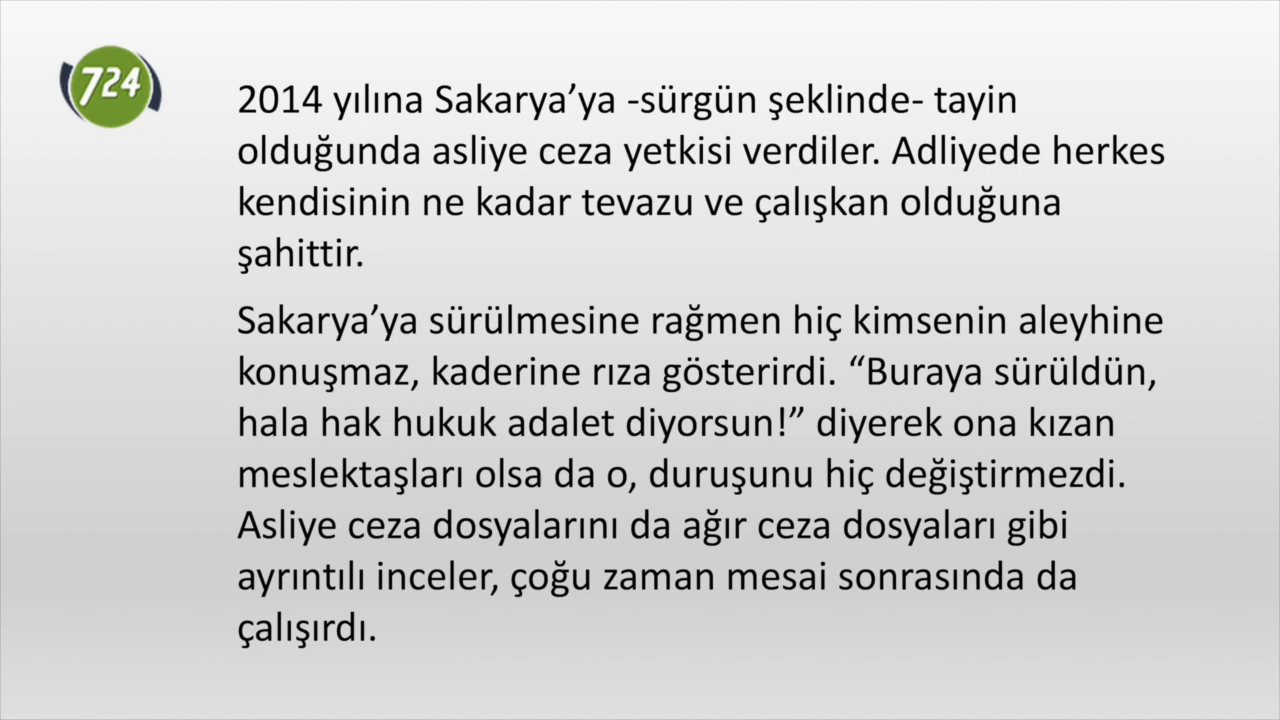 724
2014 yılına Sakarya’ya -sürgün şeklinde- tayin
olduğunda asliye ceza yetkisi verdiler. Adliyede herkes
kendisinin ne kadar tevazu ve çalışkan olduğuna
şahittir.
Sakarya’ya sürülmesine rağmen hiç kimsenin aleyhine
konuşmaz, kaderine rıza gösterirdi. “Buraya sürüldün,
hala hak hukuk adalet diyorsun!” diyerek ona kızan
meslektaşları olsa da o, duruşunu hiç değiştirmezdi.
Asliye ceza dosyalarını da ağır ceza dosyaları gibi
ayrıntılı inceler, çoğu zaman mesai sonrasında da
çalışırdı.